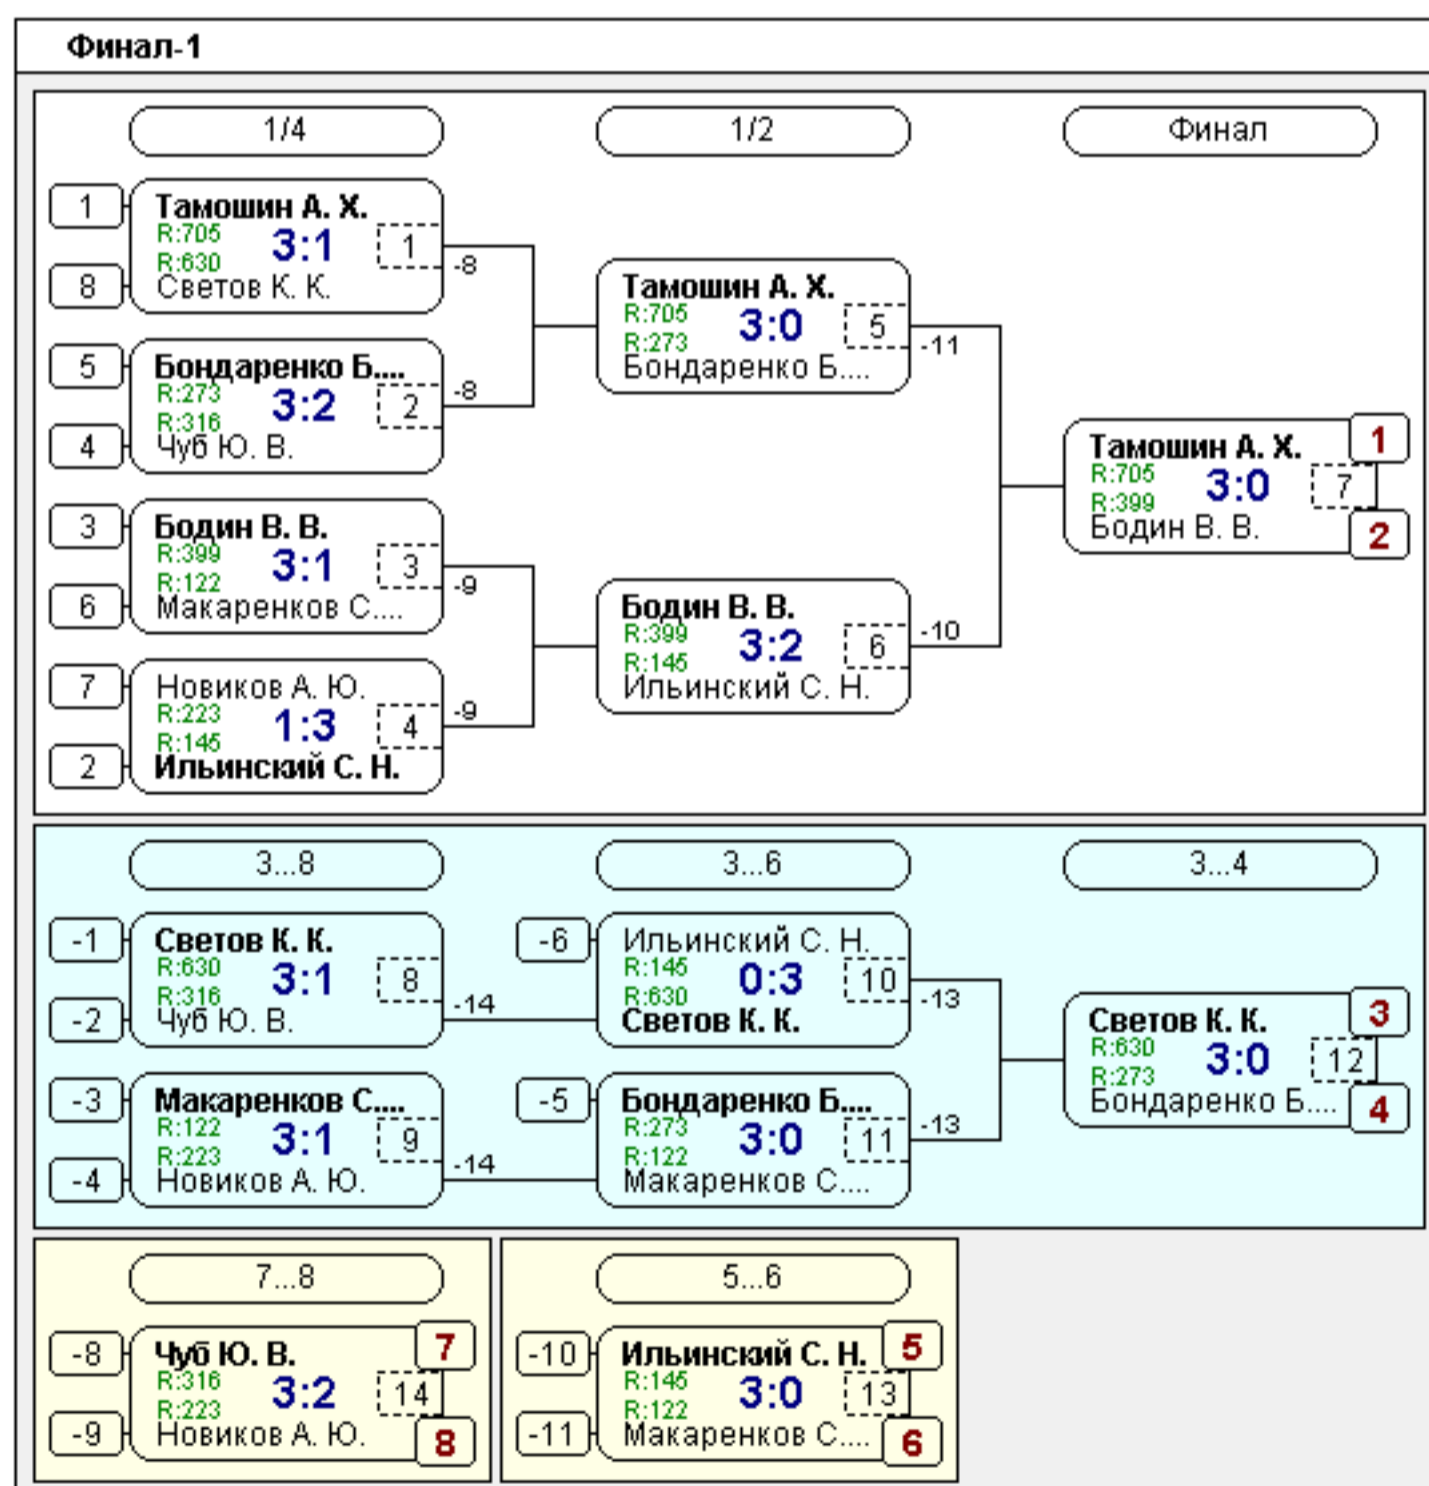 Финал-1
1/4
1/2
Финал
1
Тамошин А. Х.
R:705
3:1
1
R:630
8
Светов К. К.
-8
5
Бондаренко Б....
R:273
3:2
2
R:316
4
Чуб Ю. В.
-8
3
Бодин В. В.
R:399
3:1
3
R:122
6
Макаренков С....
-9
7
Новиков А. Ю.
R:223
1:3
4
R:145
2
Ильинский С. Н.
-9
Тамошин А. Х.
R:705
3:0
5
R:273
Бондаренко Б....
-11
Бодин В. В.
R:399
3:2
6
R:145
Ильинский С. Н.
-10
Тамошин А. Х.
1
R:705
3:0
7
R:399
Бодин В. В.
2
3...8
3...6
3...4
-1
Светов К. К.
R:630
3:1
8
R:316
-2
Чуб Ю. В.
-14
-3
Макаренков С....
R:122
3:1
9
R:223
-4
Новиков А. Ю.
-14
-6
Ильинский С. Н.
R:145
0:3
10
R:630
Светов К. К.
-13
-5
Бондаренко Б....
R:273
3:0
11
R:122
Макаренков С....
-13
Светов К. К.
3
R:630
3:0
12
R:273
Бондаренко Б....
4
7...8
-8
Чуб Ю. В.
7
R:316
3:2
14
R:223
-9
Новиков А. Ю.
8
5...6
-10
Ильинский С. Н.
5
R:145
3:0
13
R:122
-11
Макаренков С....
6